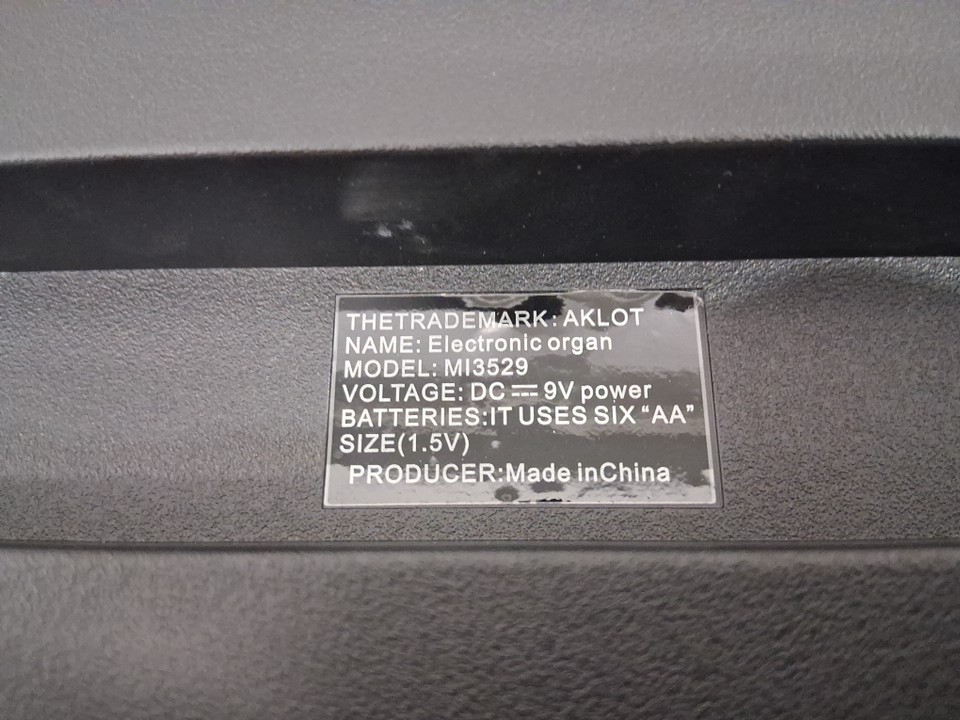 THETRADEMARK: AKLOT
NAME: Electronic organ
MODEL: MI3529
VOLTAGE: DC ⎓ 9V power
BATTERIES:IT USES SIX “AA”
SIZE(1.5V)
PRODUCER:Made inChina